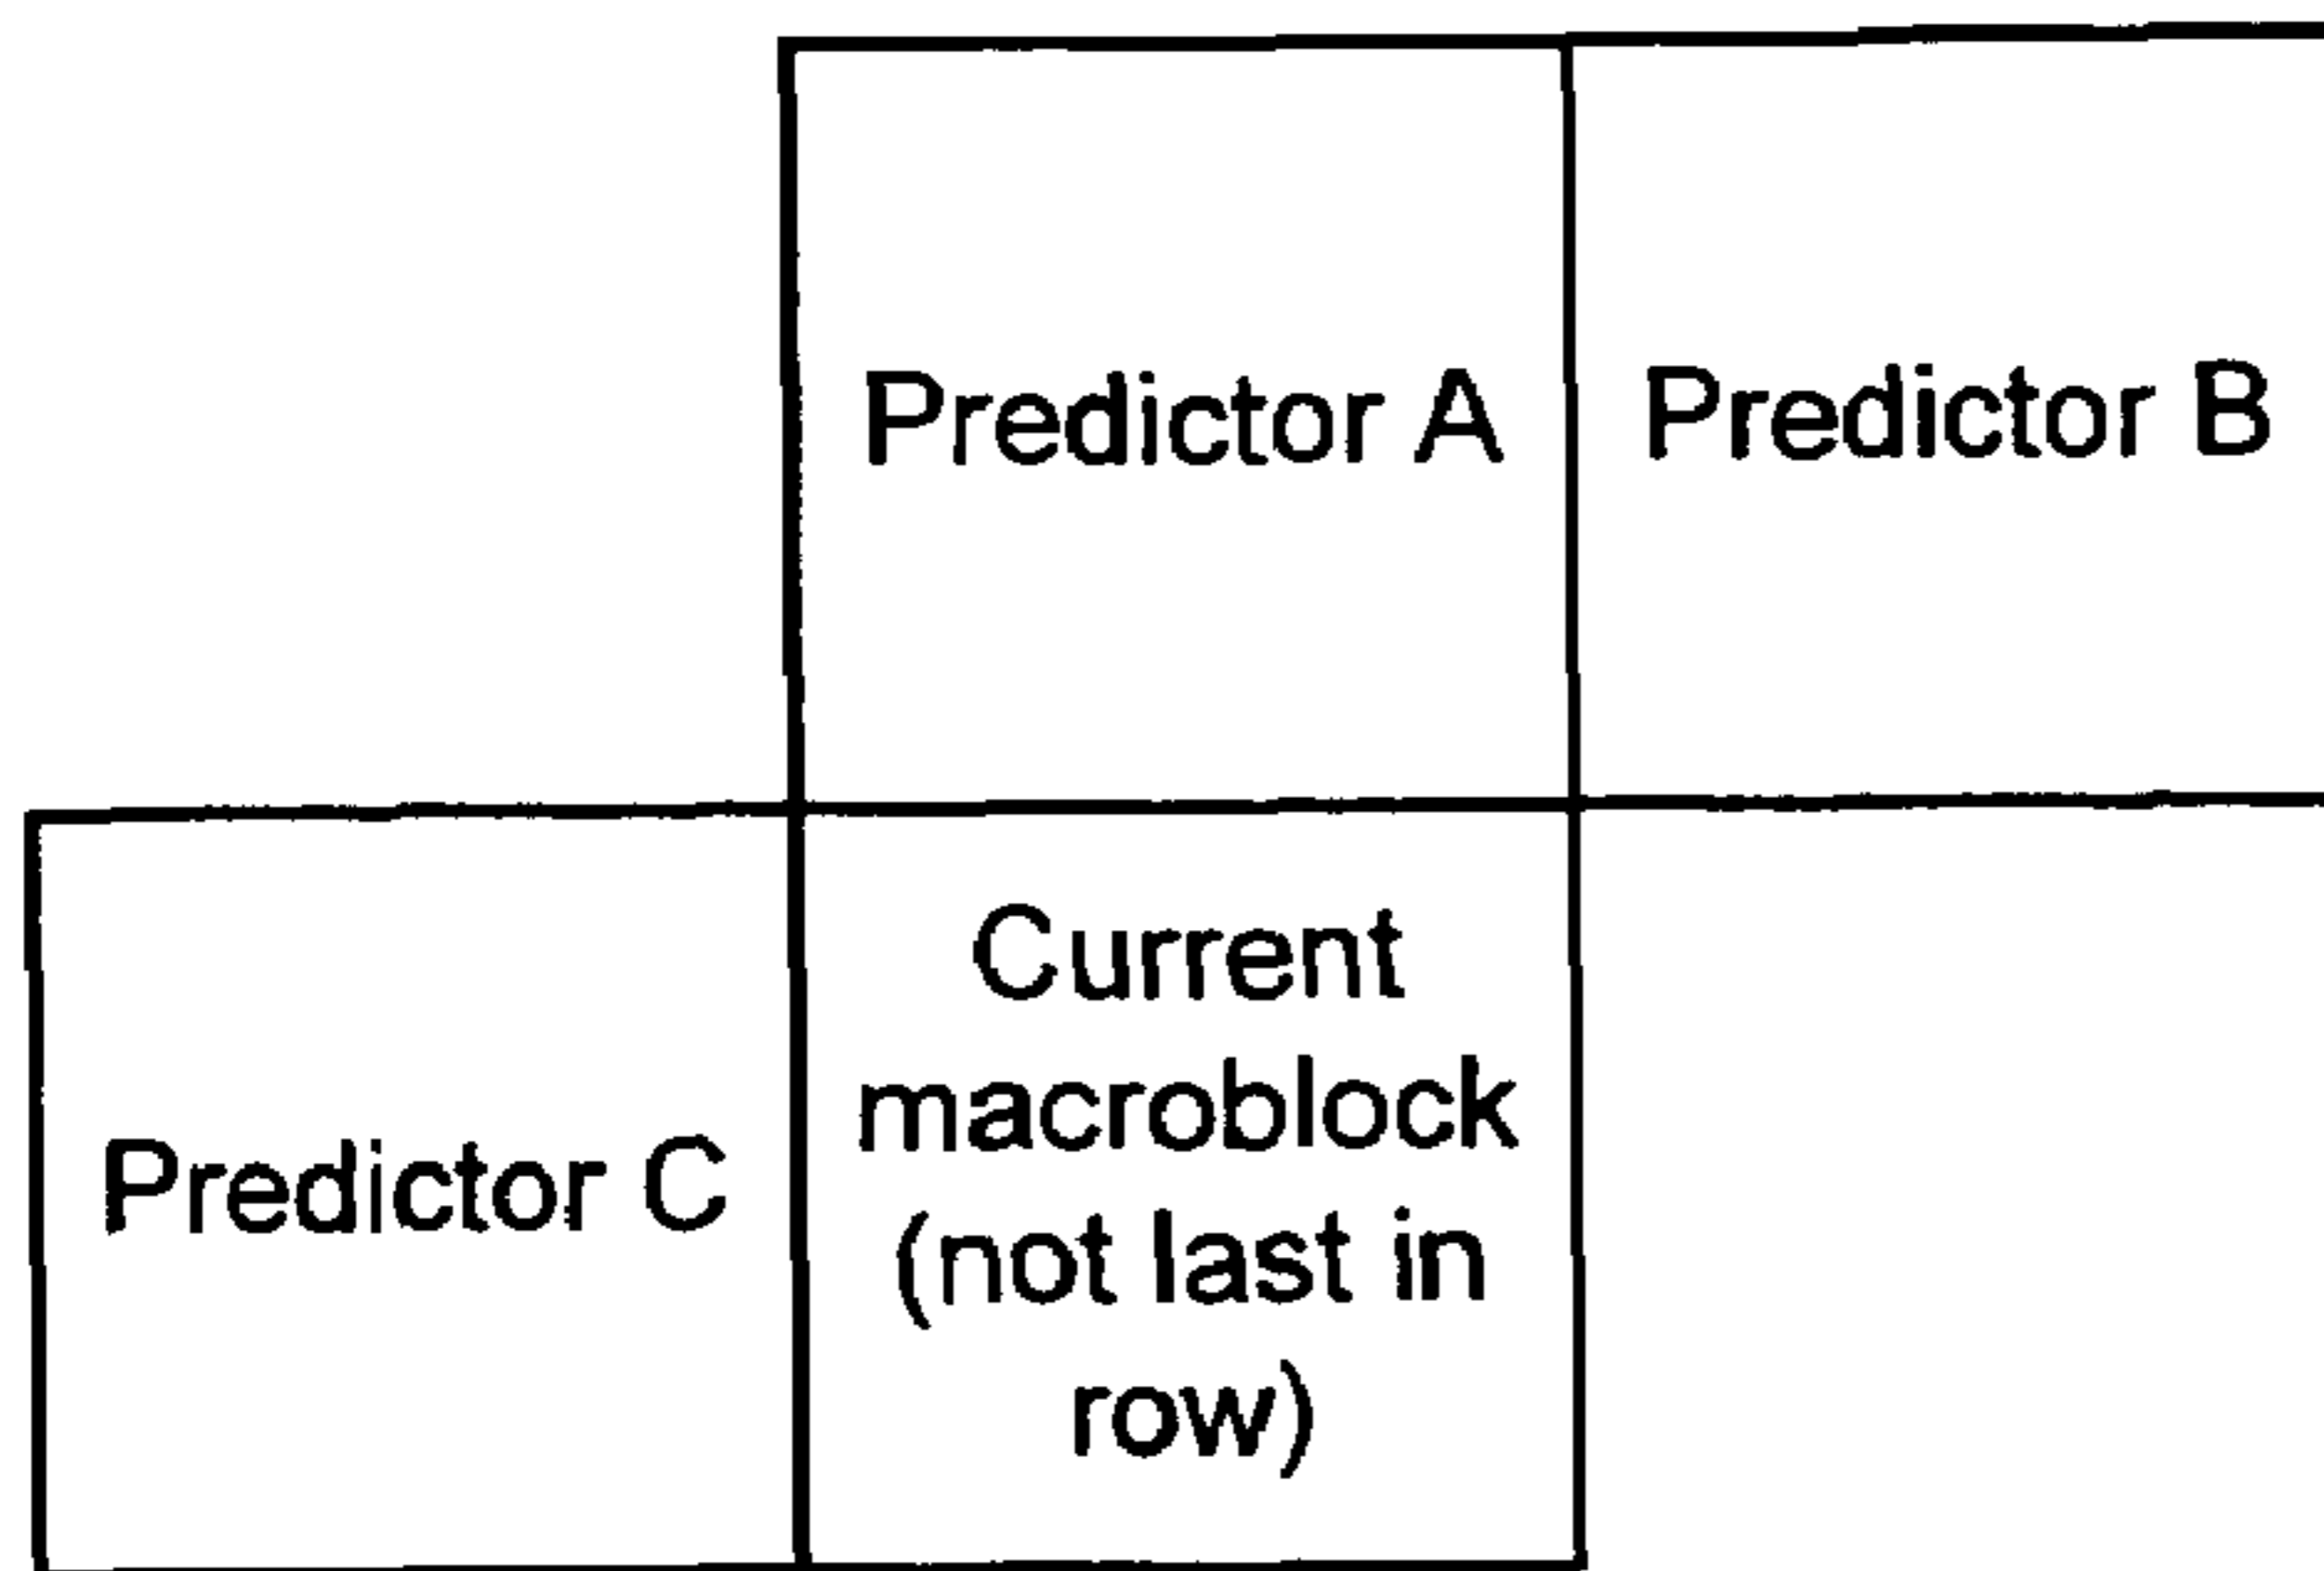 Predictor A
Predictor B
Predictor C
Current
macroblock
(not last in
row)